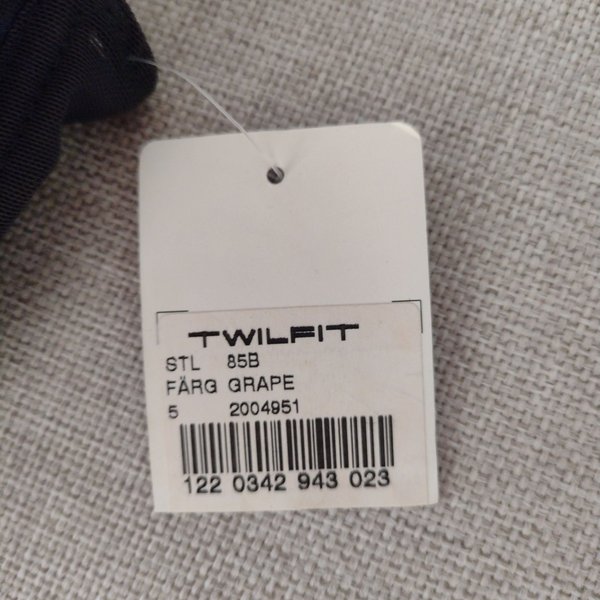 TWILFIT
STL 85B
FÄRG GRAPE
5 2004951
122 0342 943 023